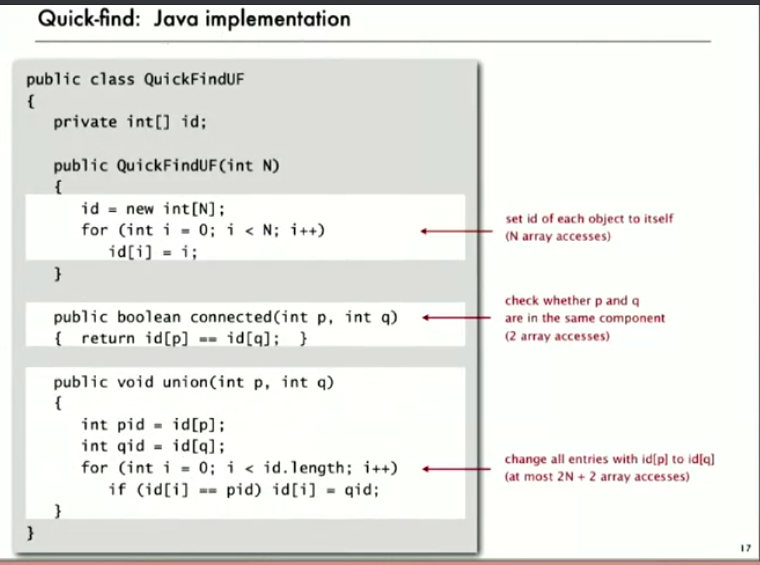 Quick-find: Java implementation
public class QuickFindUF
{
private int[] id;
public QuickFindUF(int N)
{
id = new int[N];
for (int i = 0; i < N; i++)
id[i] = i;
}
set id of each object to itself
(N array accesses)
public boolean connected(int p, int q)
{ return id[p] == id[q]; }
check whether p and q
are in the same component
(2 array accesses)
public void union(int p, int q)
{
int pid = id[p];
int qid = id[q];
for (int i = 0; i < id.length; i++)
if (id[i] == pid) id[i] = qid;
}
}
change all entries with id[p] to id[q]
(at most 2N + 2 array accesses)
17